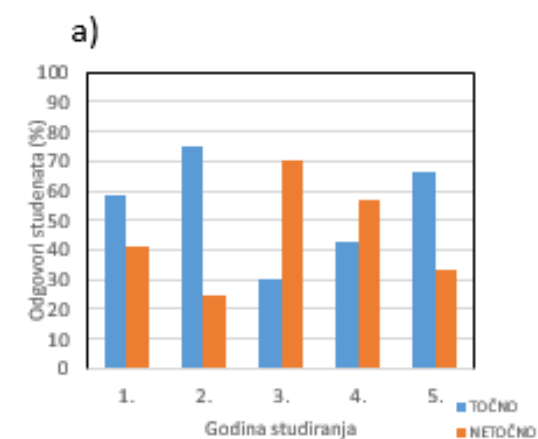 a)
Odgovori studenata (%)
100
90
80
70
60
50
40
30
20
10
0
1. 2. 3. 4. 5.
Godina studiranja
TOČNO
NETOČNO